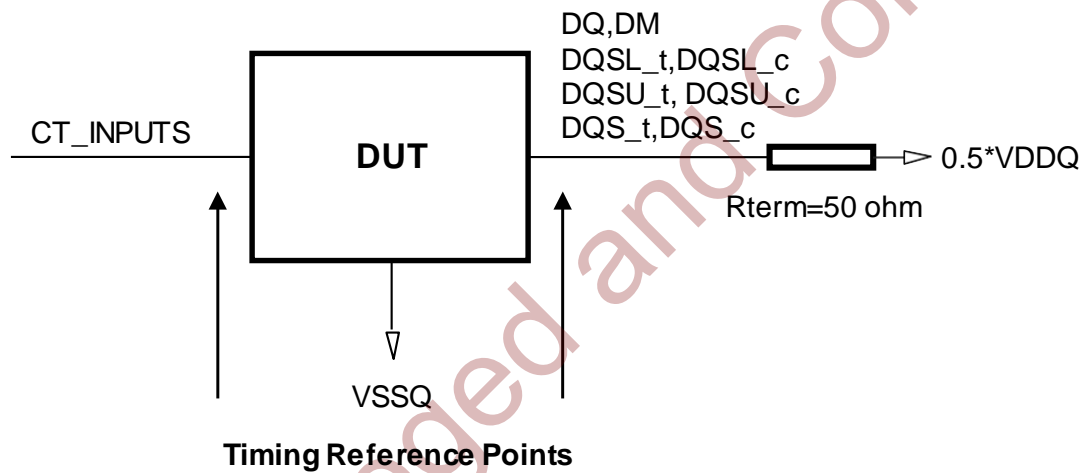 DQ,DM
DQSL_t,DQSL_c
DQSU_t, DQSU_c
DQS_t,DQS_c
CT_INPUTS
DUT
0.5*VDDQ
Rterm=50 ohm
VSSQ
Timing Reference Points
and